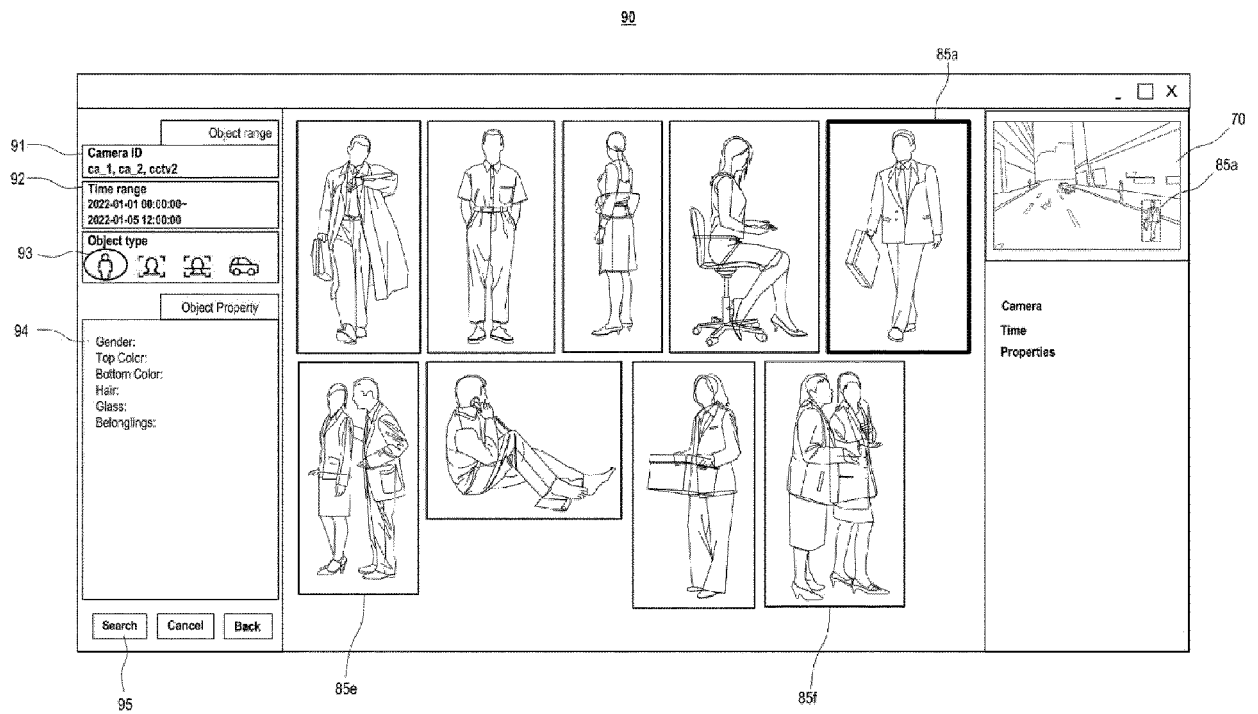 90
85a
_ □ X
Object range
91
Camera ID
ca_1, ca_2, cctv2
92
Time range
2022-01-01 00:00:00~
2022-01-05 12:00:00
93
Object type
Object Property
94
Gender:
Top Color:
Bottom Color:
Hair:
Glass:
Belonglings:
Search Cancel Back
95
85e
85f
70
85a
Camera
Time
Properties